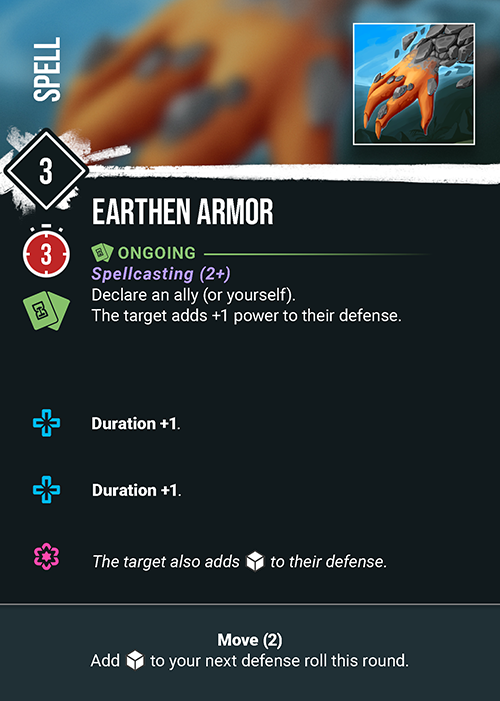 SPELL
3
EARTHEN ARMOR
3
ONGOING
Spellcasting (2+)
Declare an ally (or yourself).
The target adds +1 power to their defense.
Duration +1.
Duration +1.
The target also adds to their defense.
Move (2)
Add to your next defense roll this round.